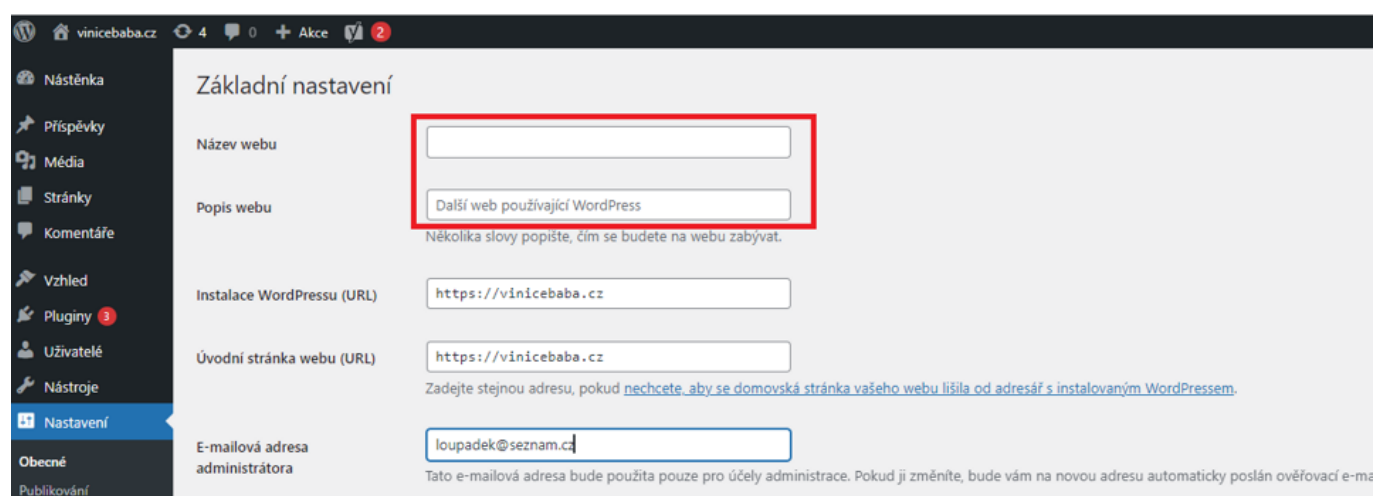 vinicebaba.cz 4 0 + Akce 2
Nástěnka
Příspěvky
Média
Stránky
Komentáře
Vzhled
Pluginy 3
Uživatelé
Nástroje
Nastavení
Obecné
Publikování
Základní nastavení
Název webu
Popis webu
Další web používající WordPress
Několika slovy popište, čím se budete na webu zabývat.
Instalace WordPressu (URL)
https://vinicebaba.cz
Úvodní stránka webu (URL)
https://vinicebaba.cz
Zadejte stejnou adresu, pokud nechcete, aby se domovská stránka vašeho webu lišila od adresář s instalovaným WordPressem.
E-mailová adresa
administrátora
loupadek@seznam.cz
Tato e-mailová adresa bude použita pouze pro účely administrace. Pokud ji změníte, bude vám na novou adresu automaticky poslán ověřovací e-ma